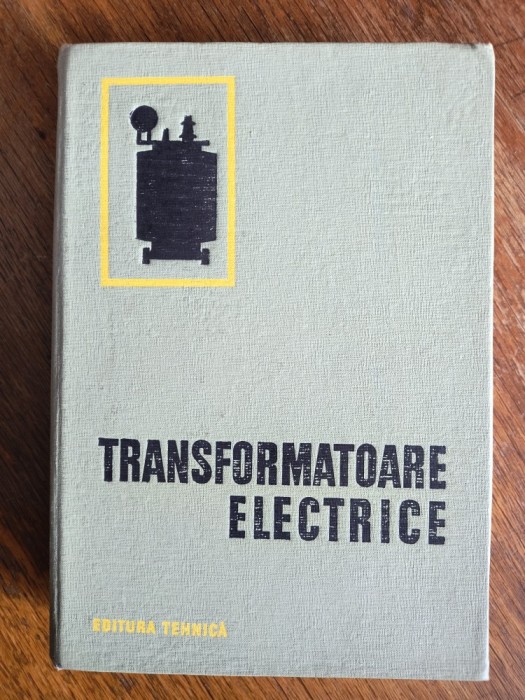 TRANSFORMATOARE
ELECTRICE
EDITURA TEHNICĂ